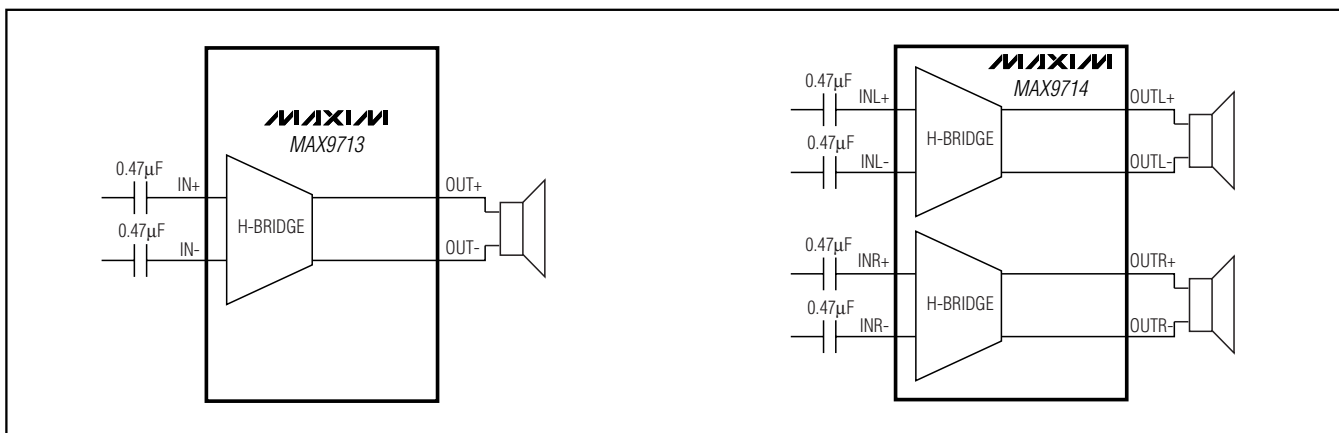 MAXIM
MAX9713
0.47µF
IN+
0.47µF
IN-
H-BRIDGE
OUT+
OUT-
MAXIM
MAX9714
0.47µF
INL+
0.47µF
INL-
H-BRIDGE
OUTL+
OUTL-
0.47µF
INR+
0.47µF
INR-
H-BRIDGE
OUTR+
OUTR-